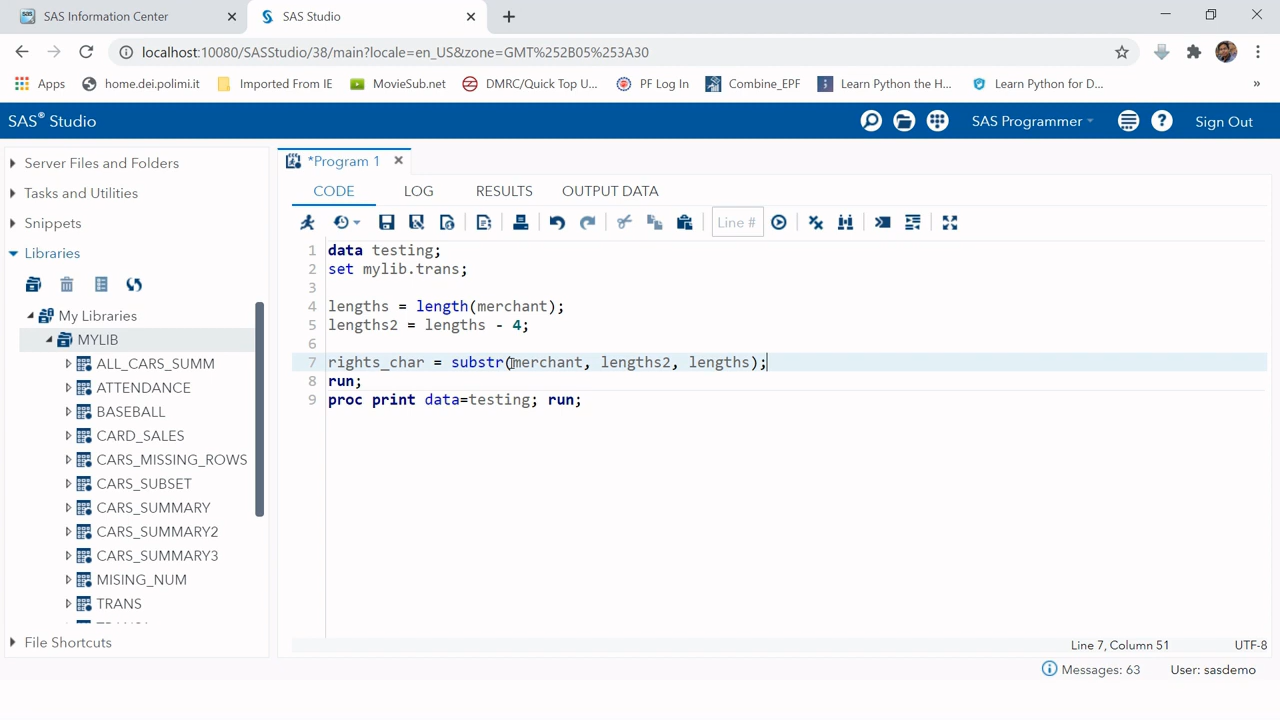 SAS Information Center
SAS Studio
localhost:10080/SASStudio/38/main?locale=en_US&zone=GMT%252B05%253A30
Apps
home.dei.polimi.it
Imported From IE
MovieSub.net
DMRC/Quick Top U...
PF Log In
Combine_EPF
Learn Python the H...
Learn Python for D...
»
SAS® Studio
SAS Programmer
Sign Out
Server Files and Folders
Tasks and Utilities
Snippets
Libraries
My Libraries
MYLIB
ALL_CARS_SUMM
ATTENDANCE
BASEBALL
CARD_SALES
CARS_MISSING_ROWS
CARS_SUBSET
CARS_SUMMARY
CARS_SUMMARY2
CARS_SUMMARY3
MISING_NUM
TRANS
File Shortcuts
*Program 1
CODE LOG RESULTS OUTPUT DATA
Line #
1 data testing;
2 set mylib.trans;
3
4 lengths = length(merchant);
5 lengths2 = lengths - 4;
6
7 rights_char = substr(merchant, lengths2, lengths);
8 run;
9 proc print data=testing; run;
Line 7, Column 51
UTF-8
Messages: 63
User: sasdemo